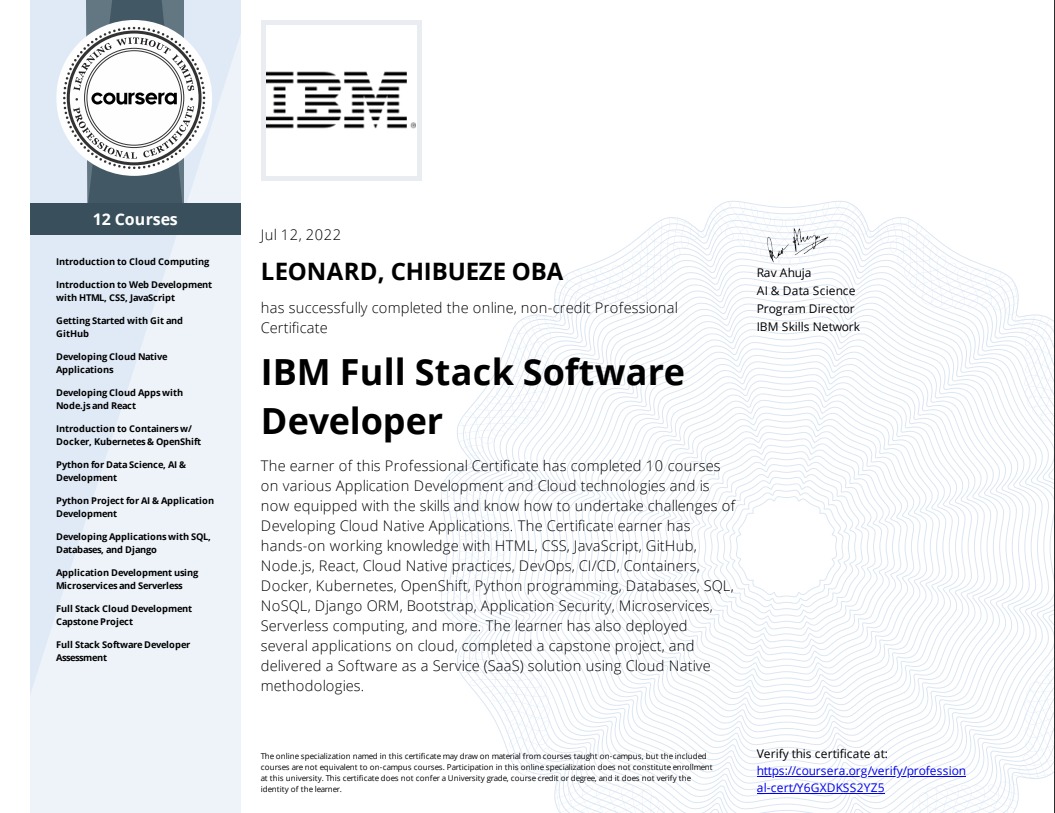 LEARNING WITHOUT LIMITS
coursera
PROFESSIONAL CERTIFICATE
12 Courses
Introduction to Cloud Computing
Introduction to Web Development
with HTML, CSS, JavaScript
Getting Started with Git and
GitHub
Developing Cloud Native
Applications
Developing Cloud Apps with
Node.js and React
Introduction to Containers w/
Docker, Kubernetes & OpenShift
Python for Data Science, AI &
Development
Python Project for AI & Application
Development
Developing Applications with SQL,
Databases, and Django
Application Development using
Microservices and Serverless
Full Stack Cloud Development
Capstone Project
Full Stack Software Developer
Assessment
IBM®
Jul 12, 2022
LEONARD, CHIBUEZE OBA
has successfully completed the online, non-credit Professional
Certificate
IBM Full Stack Software
Developer
The earner of this Professional Certificate has completed 10 courses
on various Application Development and Cloud technologies and is
now equipped with the skills and know how to undertake challenges of
Developing Cloud Native Applications. The Certificate earner has
hands-on working knowledge with HTML, CSS, JavaScript, GitHub,
Node.js, React, Cloud Native practices, DevOps, CI/CD, Containers,
Docker, Kubernetes, OpenShift, Python programming, Databases, SQL,
NoSQL, Django ORM, Bootstrap, Application Security, Microservices,
Serverless computing, and more. The learner has also deployed
several applications on cloud, completed a capstone project, and
delivered a Software as a Service (SaaS) solution using Cloud Native
methodologies.
The online specialization named in this certificate may draw on material from courses taught on-campus, but the included
courses are not equivalent to on-campus courses. Participation in this online specialization does not constitute enrollment
at this university. This certificate does not confer a University grade, course credit or degree, and it does not verify the
identity of the learner.
Rav Ahuja
Rav Ahuja
AI & Data Science
Program Director
IBM Skills Network
Verify this certificate at:
https://coursera.org/verify/profession
al-cert/Y6GXDKSS2YZ5